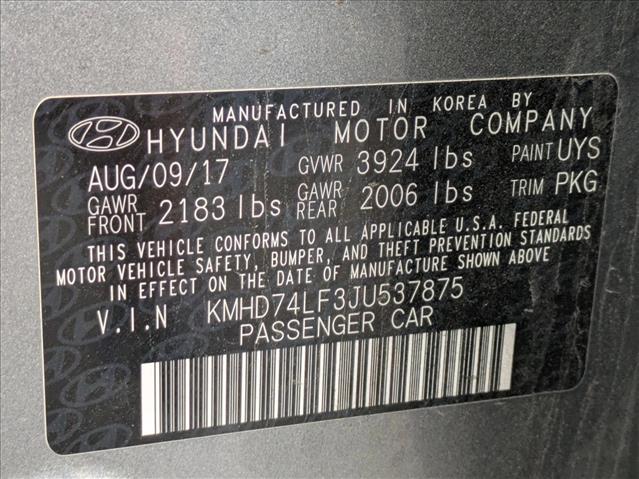 MANUFACTURED IN KOREA BY
HYUNDAI MOTOR COMPANY
AUG/09/17 GVWR 3924 lbs PAINT UYS
GAWR FRONT 2183 lbs GAWR REAR 2006 lbs TRIM PKG
THIS VEHICLE CONFORMS TO ALL APPLICABLE U.S.A. FEDERAL
MOTOR VEHICLE SAFETY, BUMPER, AND THEFT PREVENTION STANDARDS
IN EFFECT ON THE DATE OF MANUFACTURE SHOWN ABOVE
V.I.N KMHD74LF3JU537875
PASSENGER CAR